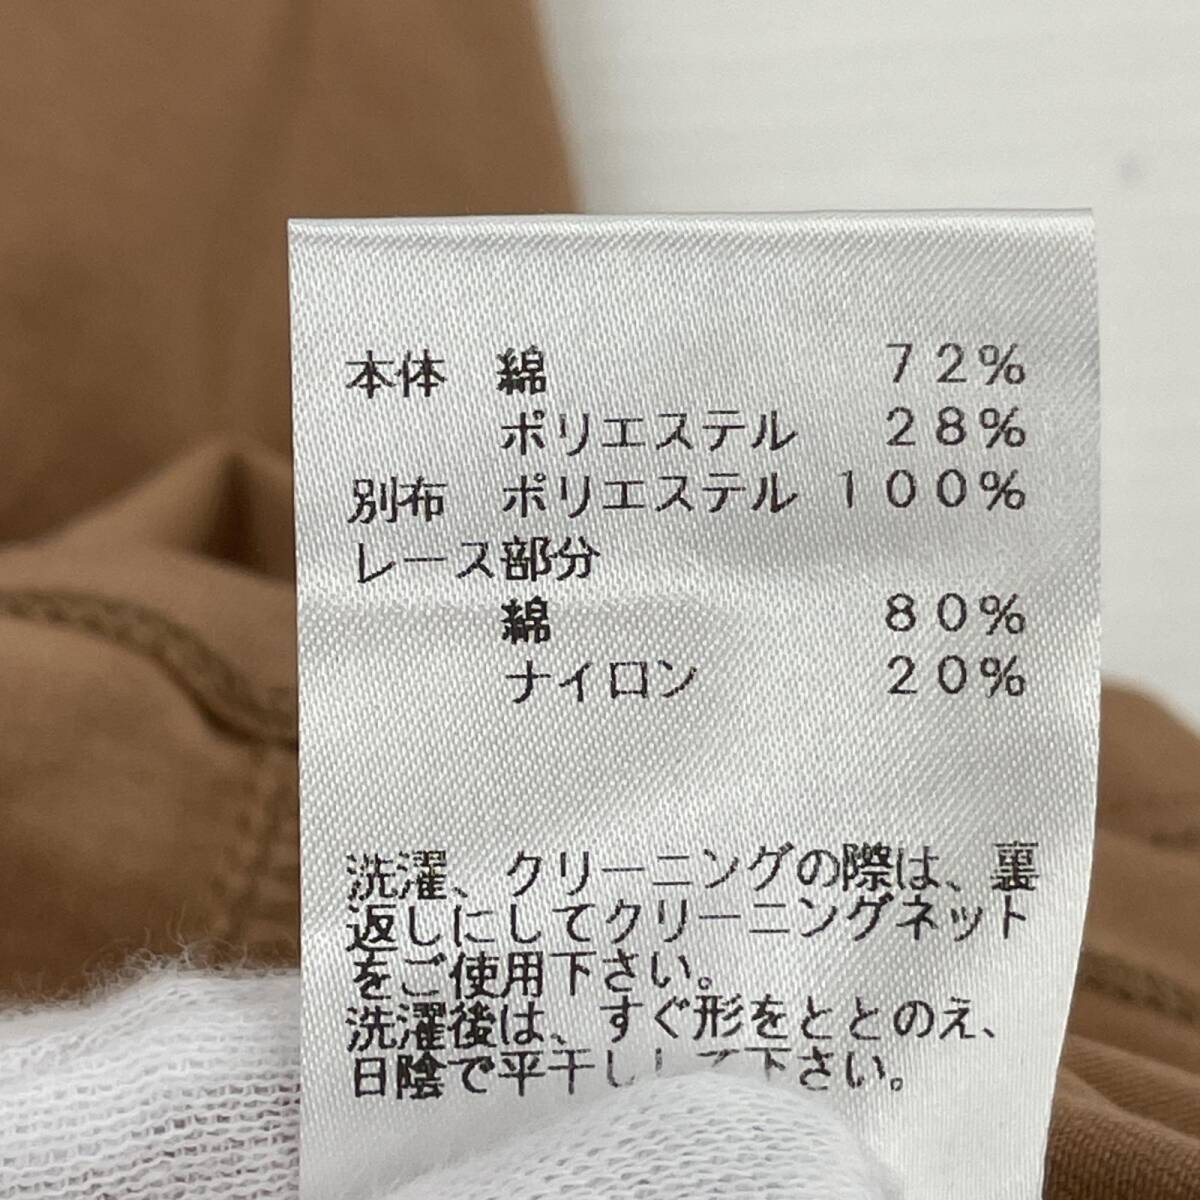 本体 綿 72%
ポリエステル 28%
別布 ポリエステル 100%
レース部分
綿 80%
ナイロン 20%
洗濯、クリーニングの際は、裏
返しにしてクリーニングネット
をご使用下さい。
洗濯後は、すぐ形をととのえ、
日陰で平干しして下さい。